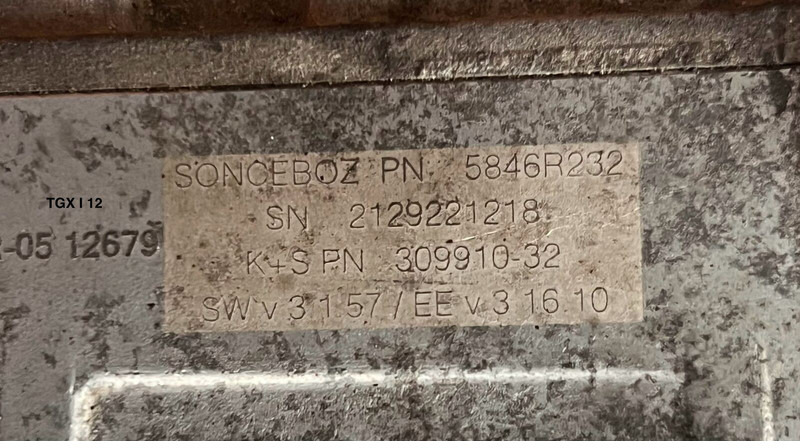 SONCEBOZ PN 5846R232
TGX I 12
SN 2129221218
-05 12679
K+S PN 309910-32
SW v 3 1.57 / EE v 3 16 10